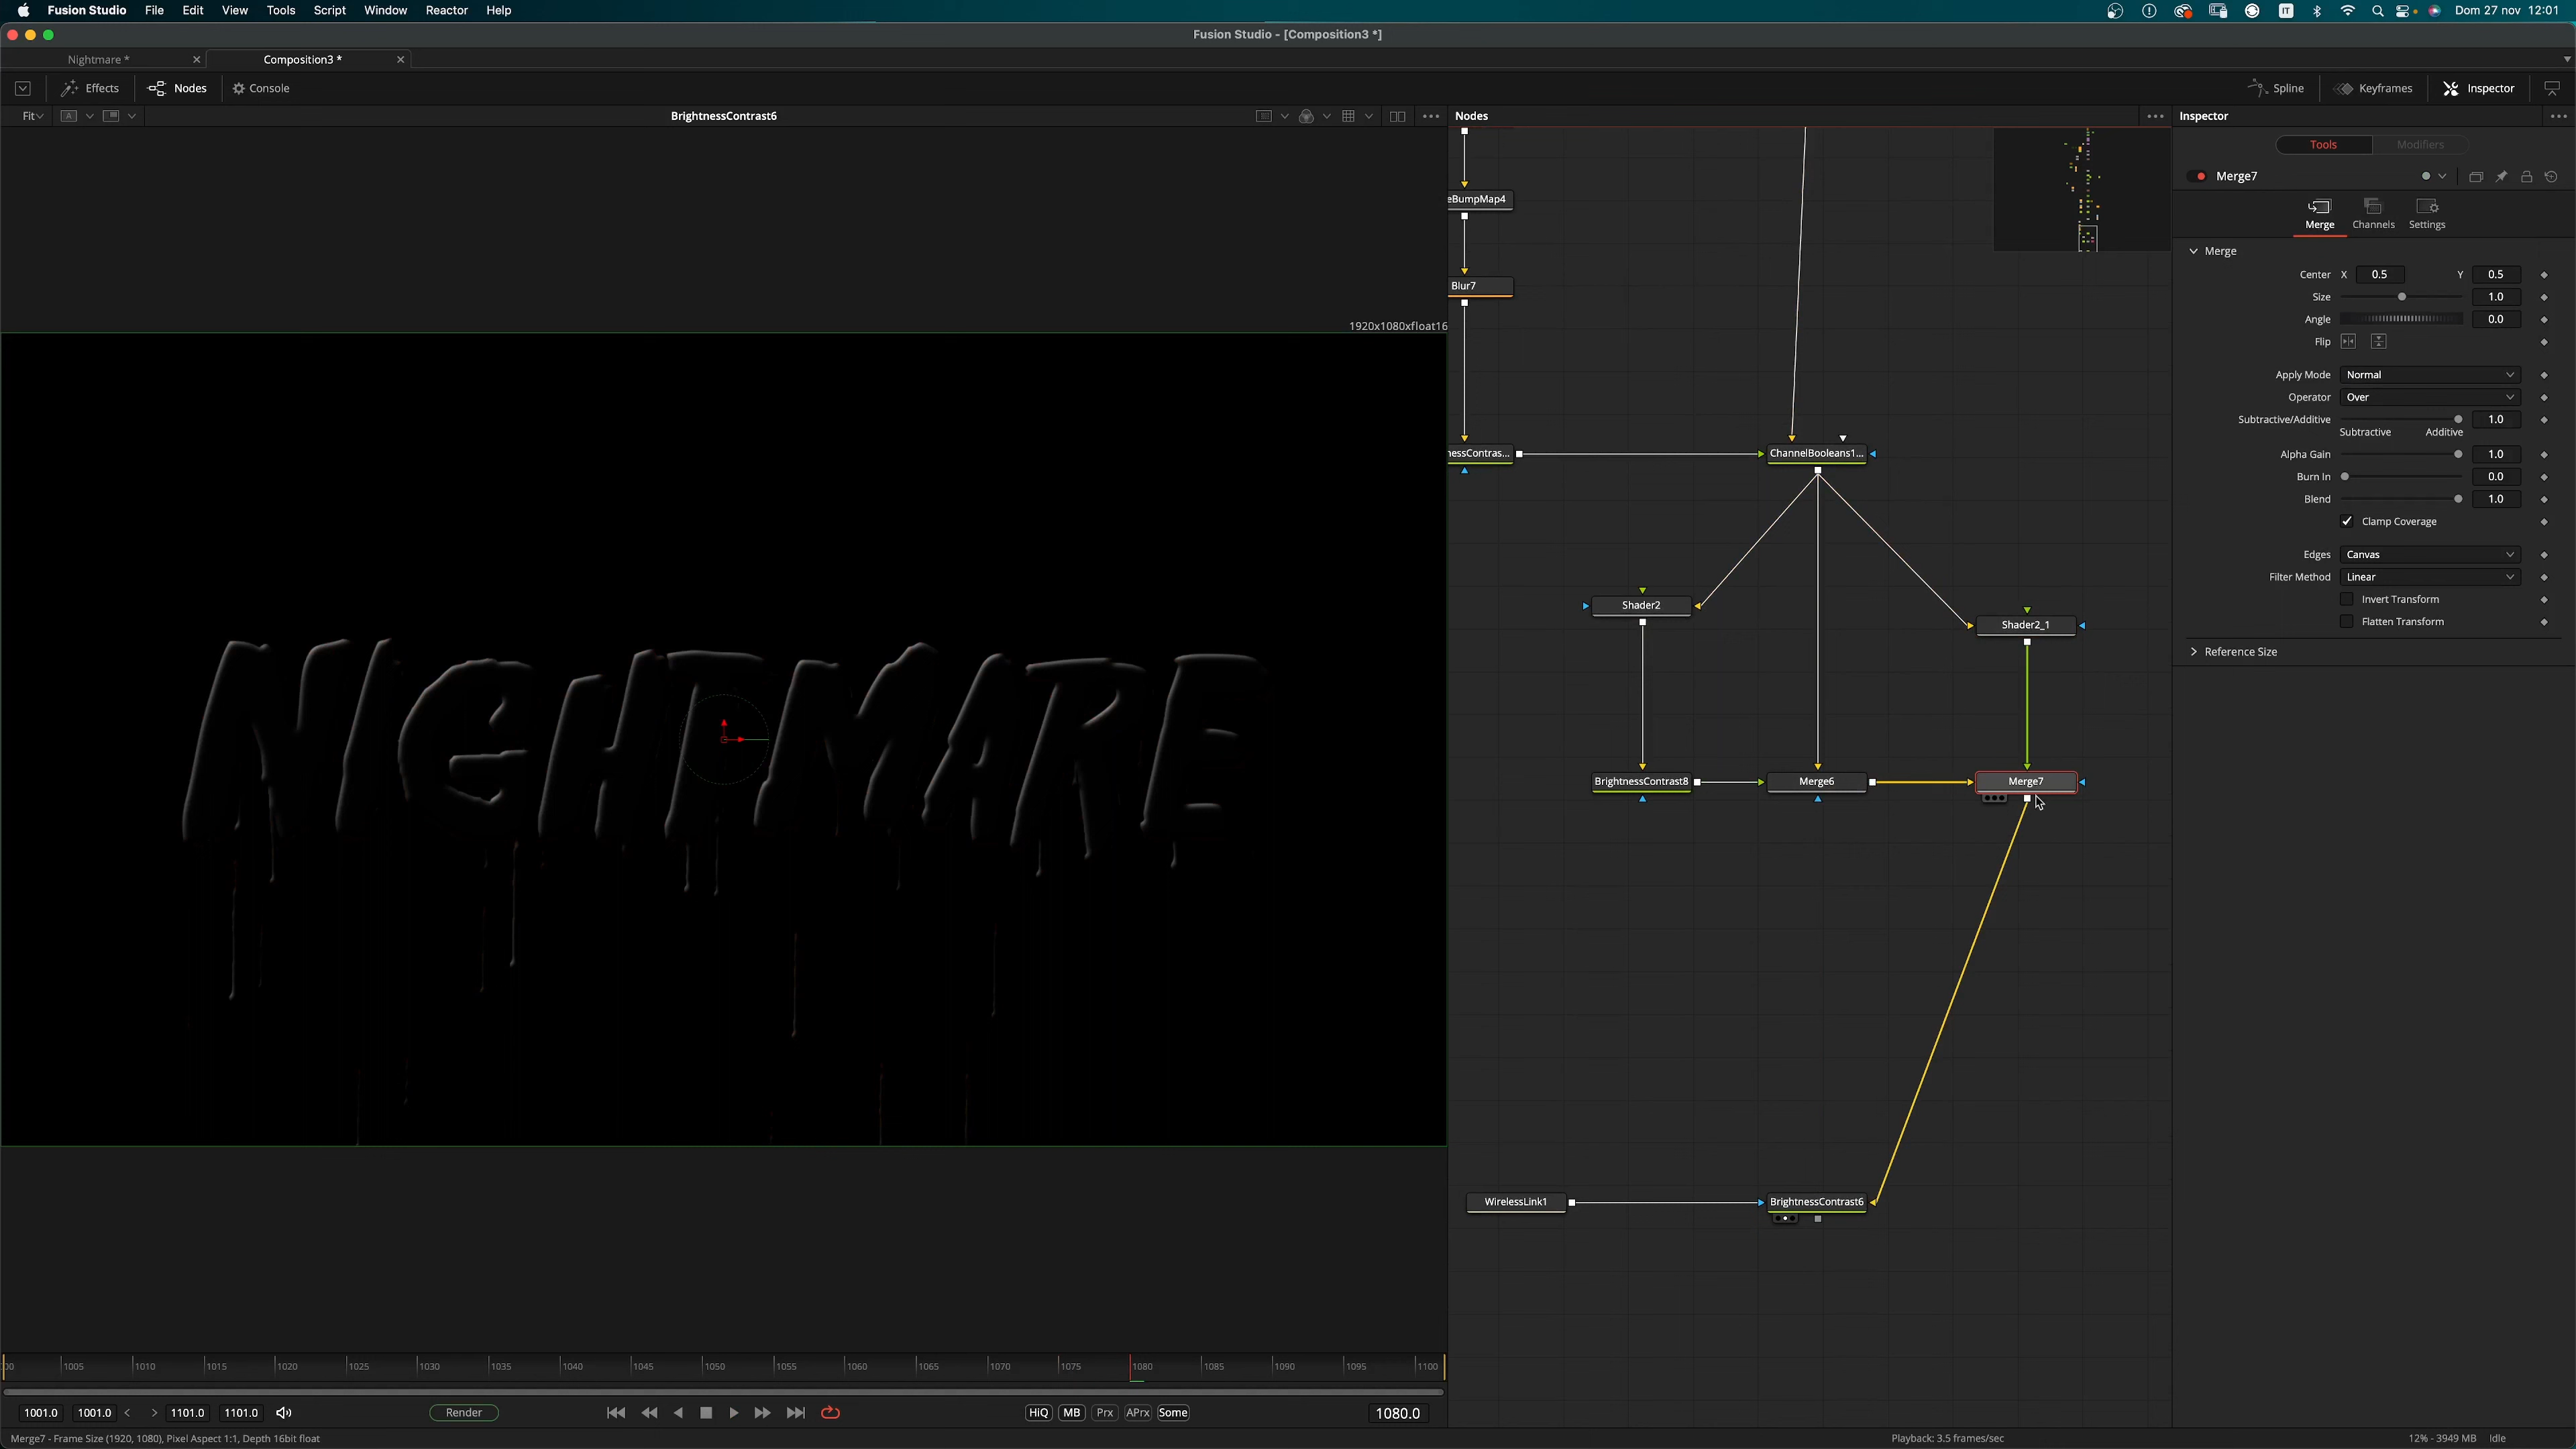 Fusion Studio File Edit View Tools Script Window Reactor Help
IT Dom 27 nov 12:01
Fusion Studio - [Composition3 *]
Nightmare *
Composition3 *
Effects Nodes Console
Spline Keyframes Inspector
Fit A
BrightnessContrast6
Nodes
Inspector
Tools Modifiers
Merge7
Merge Channels Settings
Merge
Center X 0.5 Y 0.5
Size 1.0
Angle 0.0
Flip
Apply Mode Normal
Operator Over
Subtractive/Additive 1.0
Subtractive Additive
Alpha Gain 1.0
Burn In 0.0
Blend 1.0
Clamp Coverage
Edges Canvas
Filter Method Linear
Invert Transform
Flatten Transform
Reference Size
1920x1080xfloat16
NIGHTMARE
eBumpMap4
Blur7
nessContras...
ChannelBooleans1...
Shader2
Shader2_1
BrightnessContrast8
Merge6
Merge7
WirelessLink1
BrightnessContrast6
00 1005 1010 1015 1020 1025 1030 1035 1040 1045 1050 1055 1060 1065 1070 1075 1080 1085 1090 1095 1100
1001.0 1001.0 < > 1101.0 1101.0
Render
HiQ MB Prx APrx Some
1080.0
Merge7 - Frame Size (1920, 1080), Pixel Aspect 1:1, Depth 16bit float
Playback: 3.5 frames/sec
12% - 3949 MB Idle